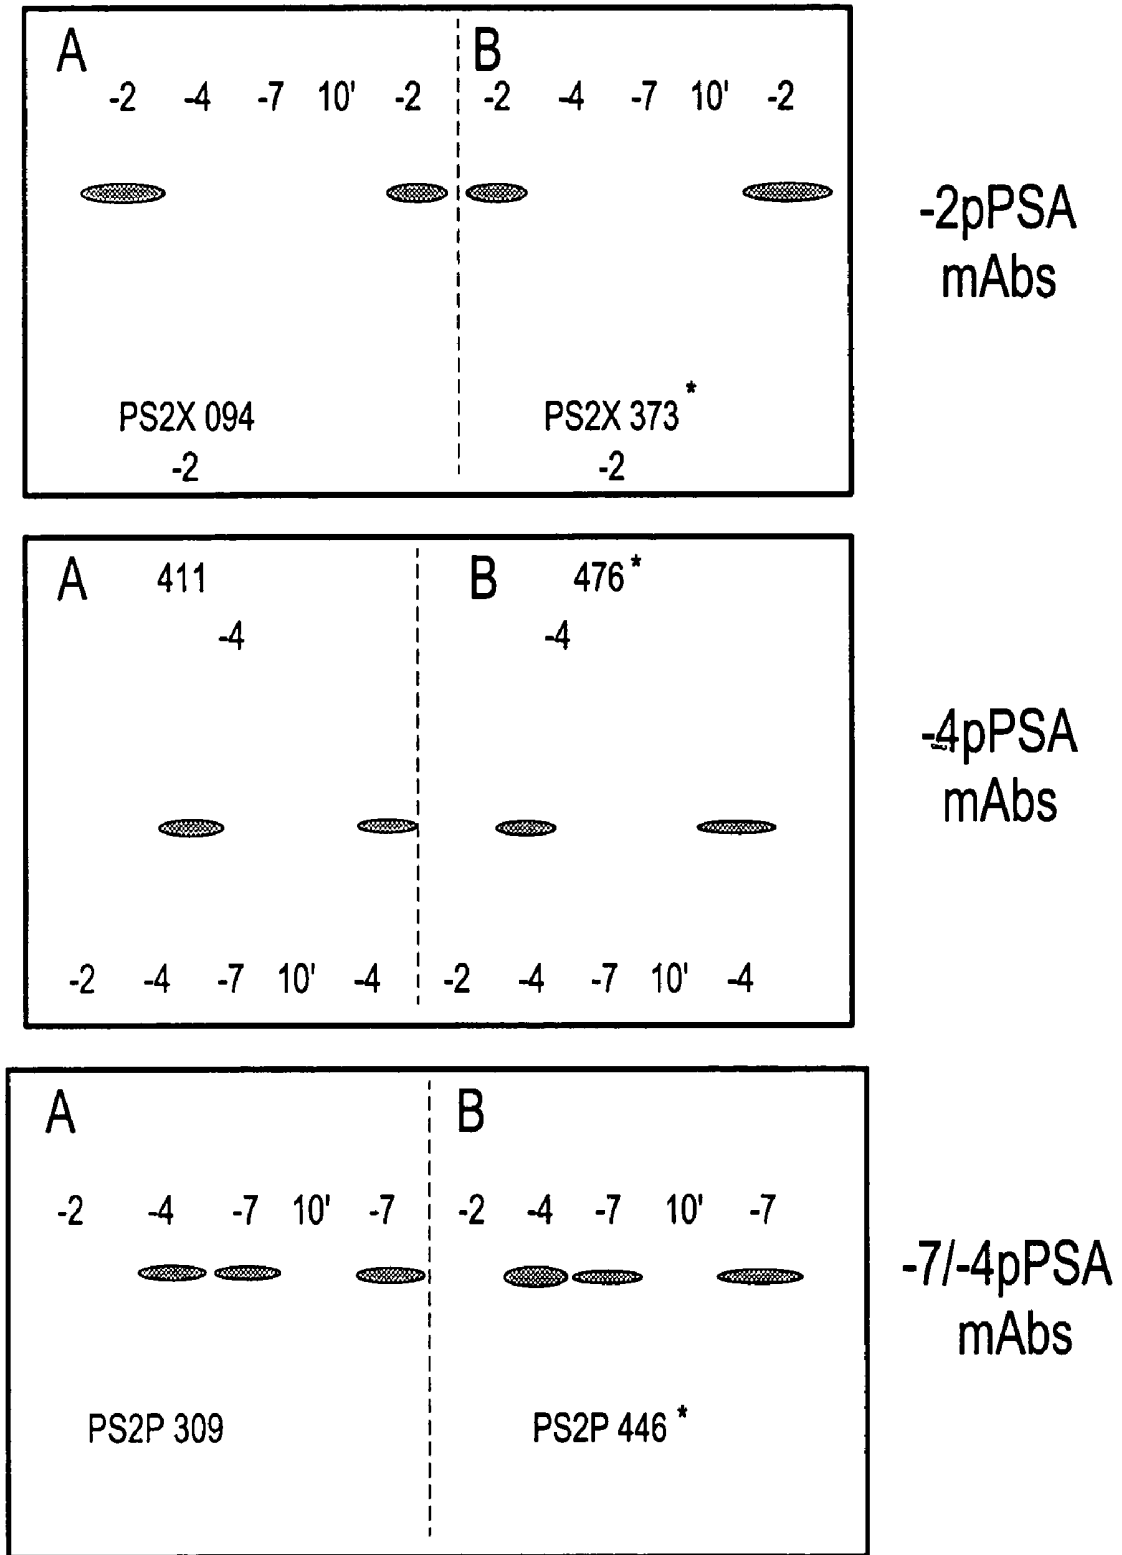 A
B
-2 -4 -7 10' -2
-2 -4 -7 10' -2
PS2X 094
-2
PS2X 373 *
-2
-2pPSA
mAbs
A 411
-4
B 476 *
-4
-2 -4 -7 10' -4
-2 -4 -7 10' -4
-4pPSA
mAbs
A
B
-2 -4 -7 10' -7
-2 -4 -7 10' -7
PS2P 309
PS2P 446 *
-7/-4pPSA
mAbs